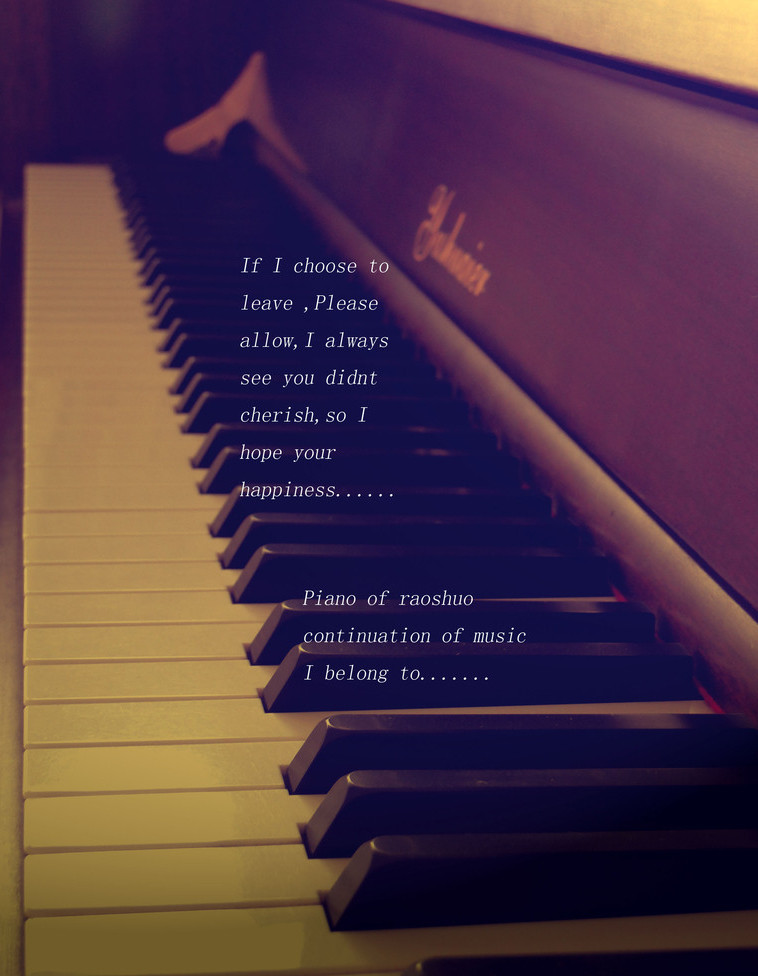 If I choose to
leave ,Please
allow,I always
see you didnt
cherish,so I
hope your
happiness......
Piano of raoshuo
continuation of music
I belong to.......